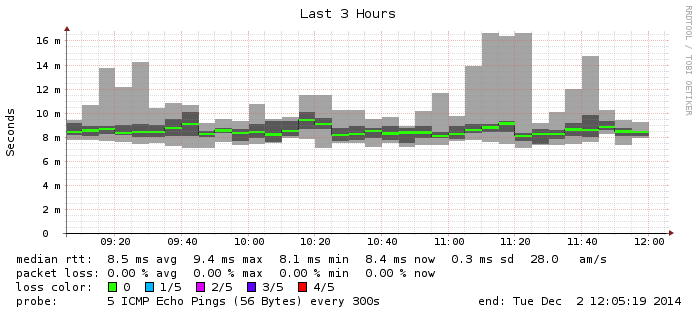 Last 3 Hours
RRDTOOL / TOBI OETIKER
Seconds
16 m
14 m
12 m
10 m
8 m
6 m
4 m
2 m
0
09:20 09:40 10:00 10:20 10:40 11:00 11:20 11:40 12:00
median rtt: 8.5 ms avg 9.4 ms max 8.1 ms min 8.4 ms now 0.3 ms sd 28.0 am/s
packet loss: 0.00 % avg 0.00 % max 0.00 % min 0.00 % now
loss color: 0 1/5 2/5 3/5 4/5
probe: 5 ICMP Echo Pings (56 Bytes) every 300s end: Tue Dec 2 12:05:19 2014